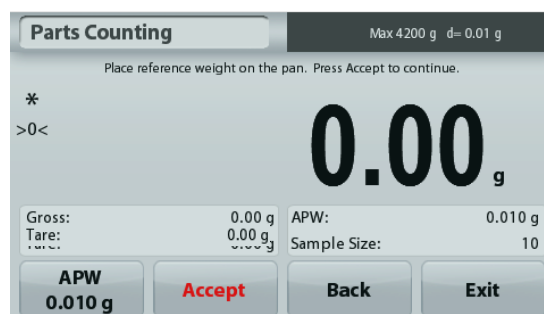 Parts Counting
Max 4200 g d= 0.01 g
Place reference weight on the pan. Press Accept to continue.
*
>0<
0.00 g
Gross: 0.00 g
Tare: 0.00 g
APW: 0.010 g
Sample Size: 10
APW
0.010 g
Accept
Back
Exit